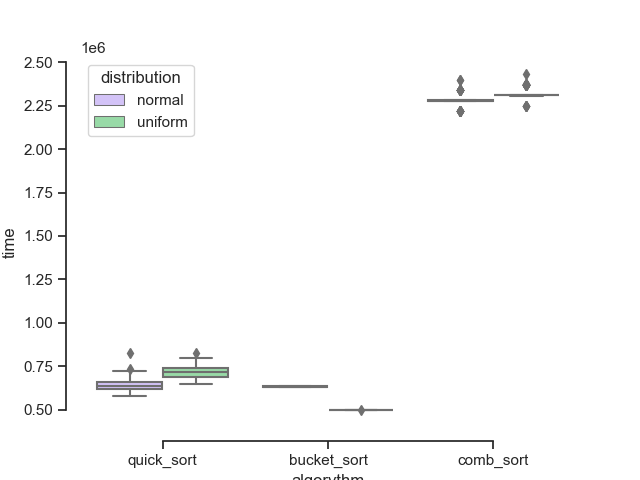 1e6
2.50
2.25
2.00
1.75
1.50
1.25
1.00
0.75
0.50
time
distribution
normal
uniform
quick_sort
bucket_sort
comb_sort
algorythm